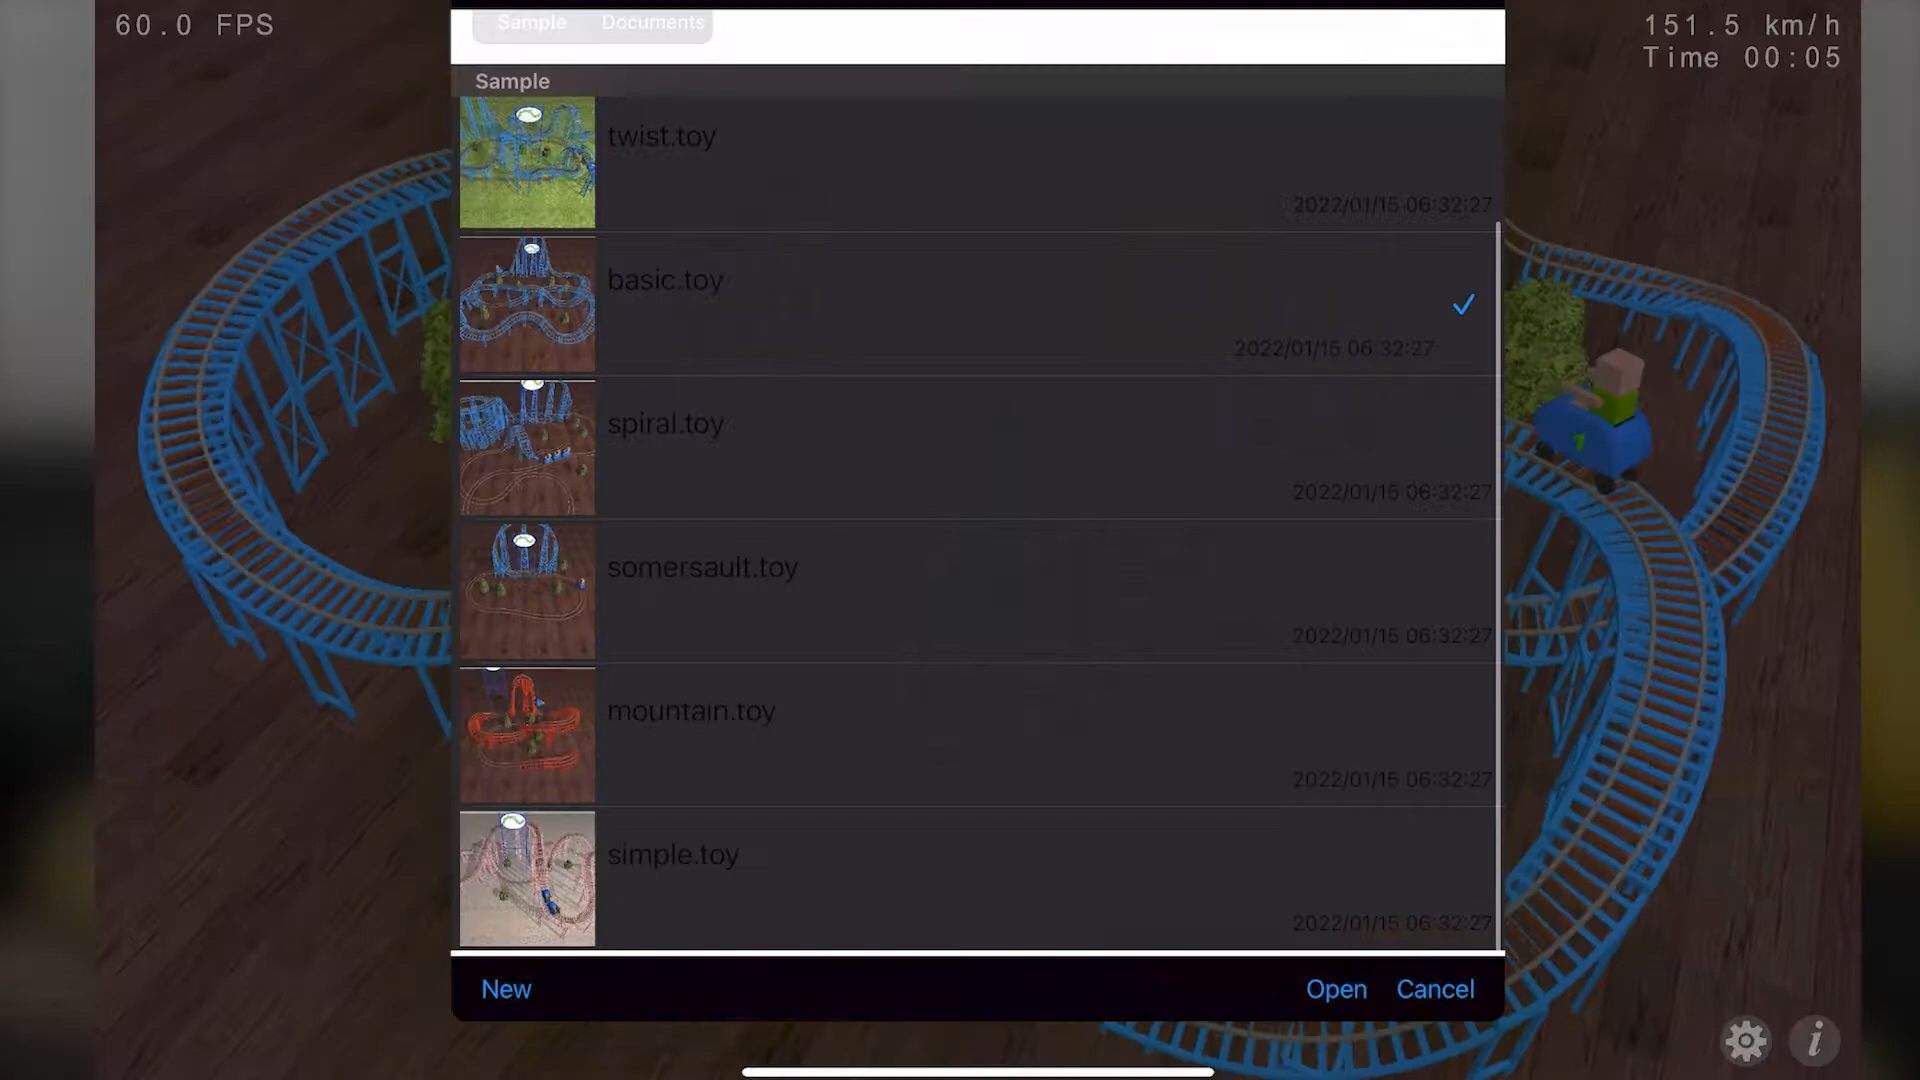 60.0 FPS
151.5 km/h
Time 00:05
Sample Documents
Sample
twist.toy
2022/01/15 06:32:27
basic.toy
2022/01/15 06:32:27
spiral.toy
2022/01/15 06:32:27
somersault.toy
2022/01/15 06:32:27
mountain.toy
2022/01/15 06:32:27
simple.toy
2022/01/15 06:32:27
New Open Cancel
1
i